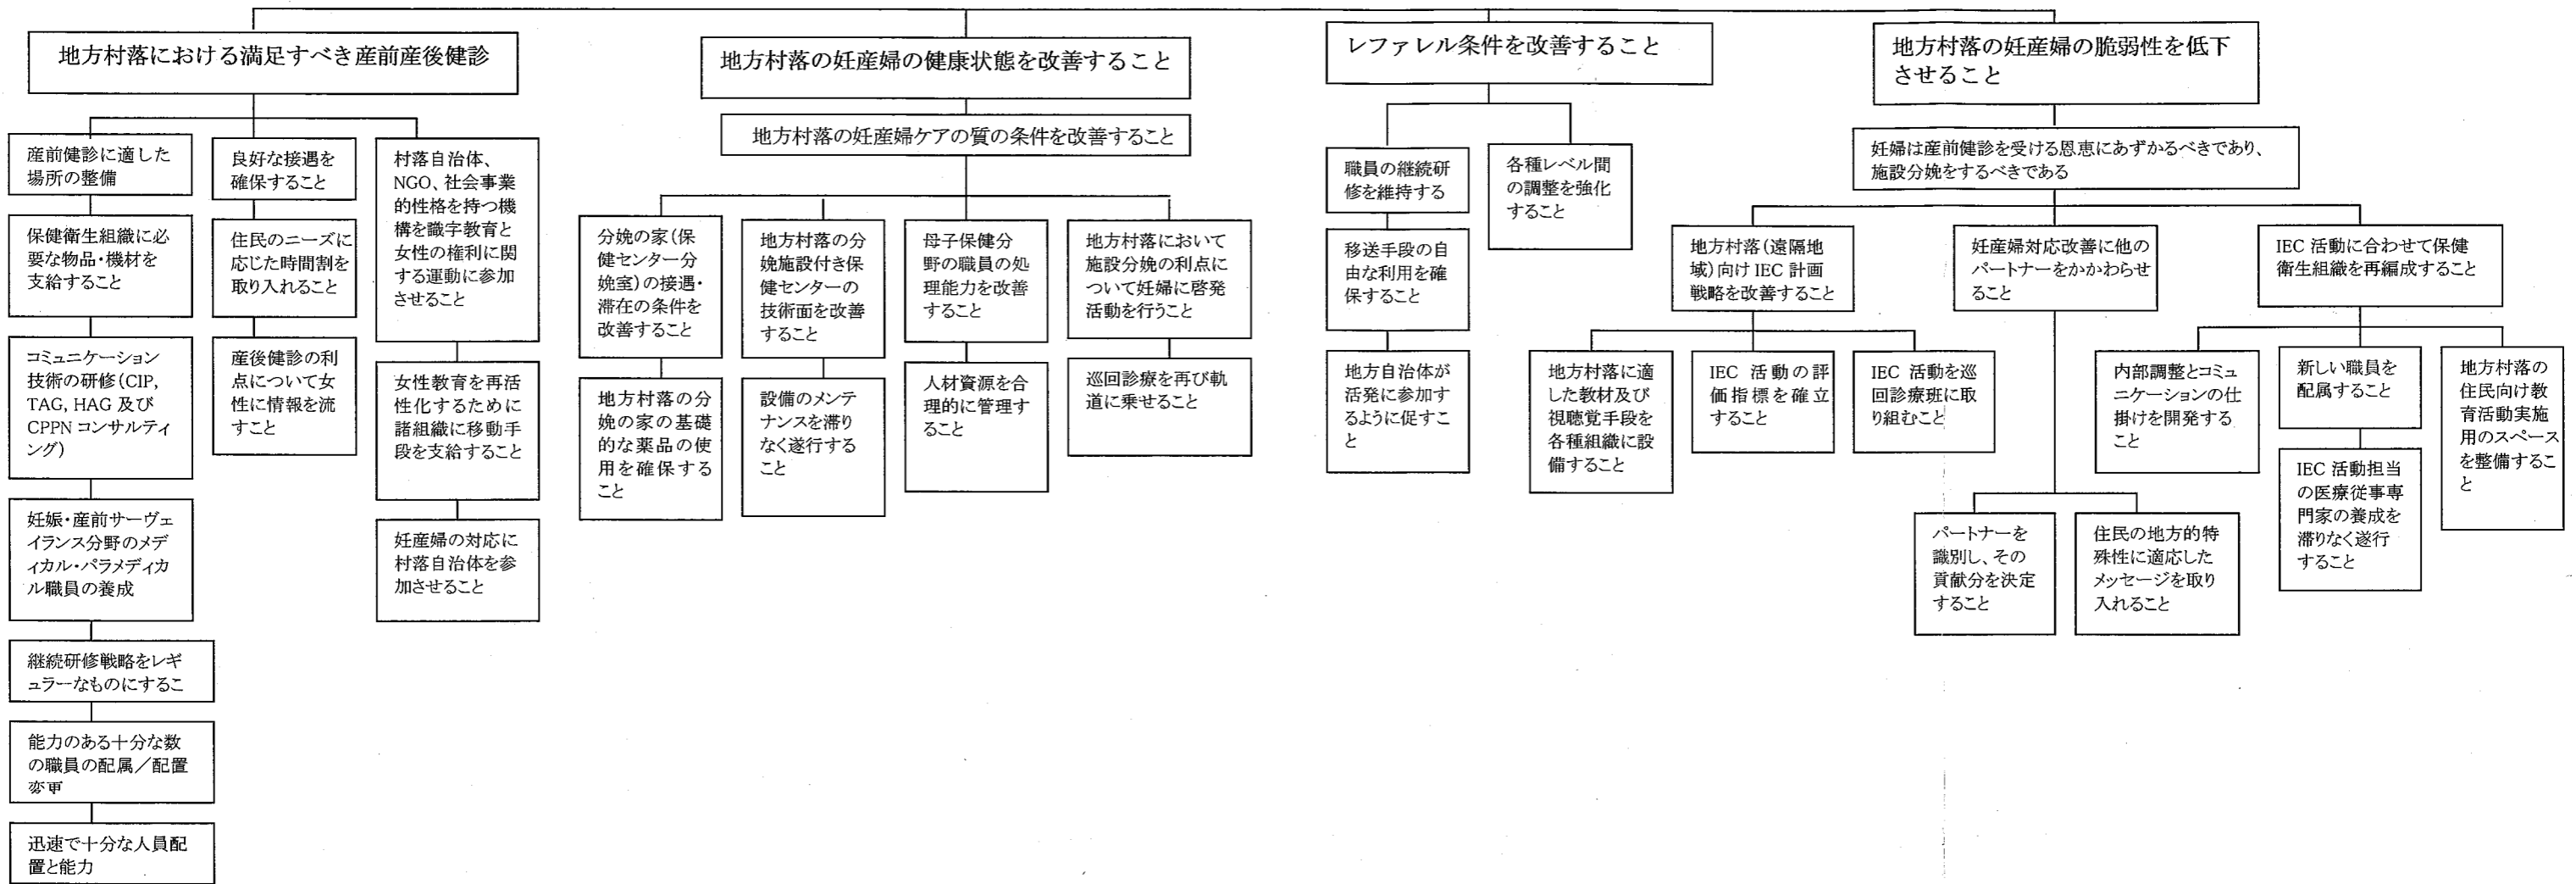 地方村落における満足すべき産前産後健診
産前健診に適した
場所の整備
保健衛生組織に必
要な物品・機材を
支給すること
コミュニケーション
技術の研修（CIP,
TAG, HAG 及び
CPPN コンサルティ
ング）
妊娠・産前サーヴェ
イランス分野のメデ
ィカル・パラメディカ
ル職員の養成
継続研修戦略をレギ
ュラーなものにするこ
能力のある十分な数
の職員の配属／配置
変更
迅速で十分な人員配
置と能力
良好な接遇を
確保すること
住民のニーズに
応じた時間割を
取り入れること
産後健診の利
点について女
性に情報を流
すこと
村落自治体、
NGO、社会事業
的性格を持つ機
構を識字教育と
女性の権利に関
する運動に参加
させること
女性教育を再活
性化するために
諸組織に移動手
段を支給すること
妊産婦の対応に
村落自治体を参
加させること
地方村落の妊産婦の健康状態を改善すること
地方村落の妊産婦ケアの質の条件を改善すること
分娩の家（保
健センター分
娩室）の接遇・
滞在の条件を
改善すること
地方村落の分
娩の家の基礎
的な薬品の使
用を確保する
こと
地方村落の分
娩施設付き保
健センターの
技術面を改善
すること
設備のメンテ
ナンスを滞り
なく遂行する
こと
母子保健分
野の職員の処
理能力を改善
すること
人材資源を合
理的に管理す
ること
地方村落において
施設分娩の利点に
ついて妊婦に啓発
活動を行うこと
巡回診療を再び軌
道に乗せること
レファレル条件を改善すること
職員の継続研
修を維持する
移送手段の自
由な利用を確
保すること
地方自治体が
活発に参加す
るように促すこ
と
各種レベル間
の調整を強化
すること
地方村落の妊産婦の脆弱性を低下
させること
妊婦は産前健診を受ける恩恵にあずかるべきであり、
施設分娩をするべきである
地方村落（遠隔地
域）向け IEC 計画
戦略を改善すること
地方村落に適
した教材及び
視聴覚手段を
各種組織に設
備すること
IEC 活動の評
価指標を確立
すること
IEC 活動を巡
回診療班に取
り組むこと
妊産婦対応改善に他の
パートナーをかかわらせ
ること
パートナーを
識別し、その
貢献分を決定
すること
住民の地方的特
殊性に適応した
メッセージを取り
入れること
IEC 活動に合わせて保健
衛生組織を再編成すること
内部調整とコミュ
ニケーションの仕
掛けを開発する
こと
新しい職員を
配属すること
IEC 活動担当
の医療従事専
門家の養成を
滞りなく遂行
すること
地方村落の
住民向け教
育活動実施
用のスペース
を整備するこ
と